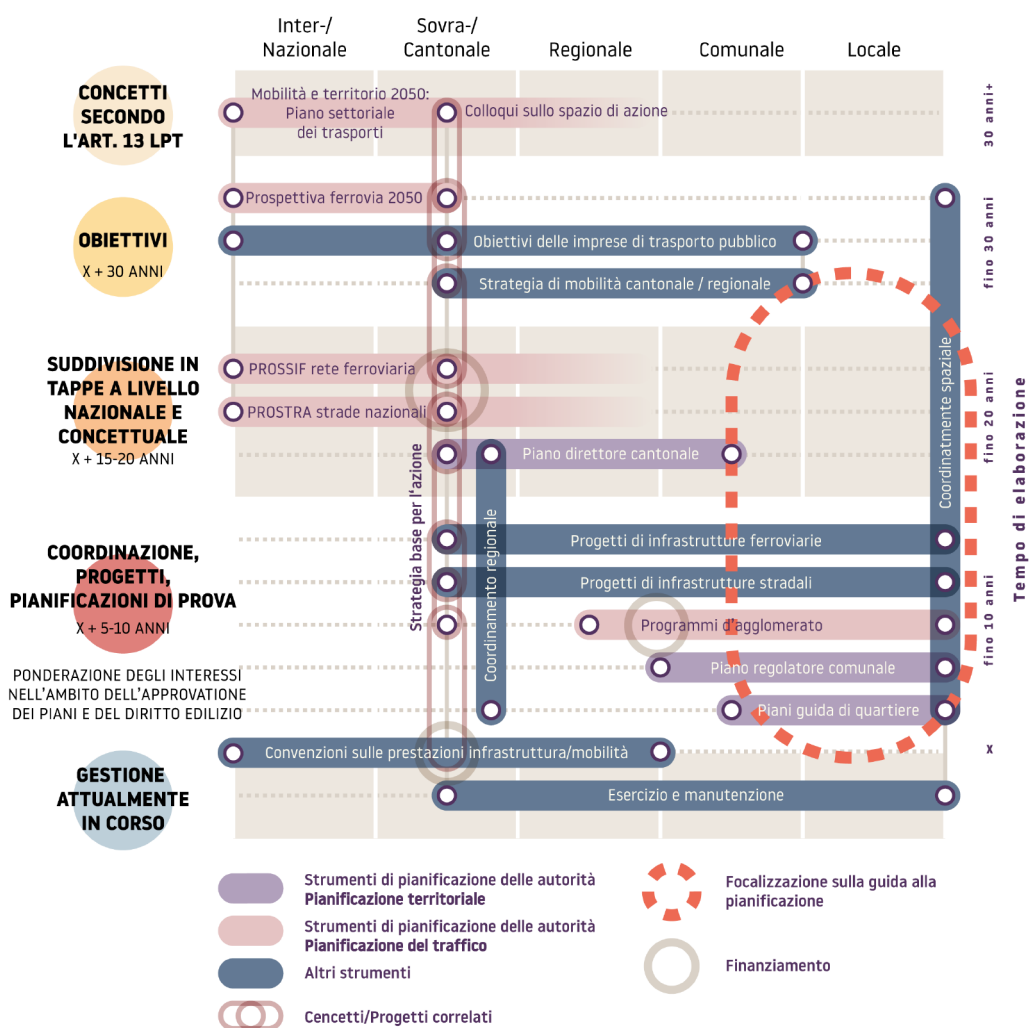 Inter-/
Nazionale
Sovra-/
Cantonale
Regionale
Comunale
Locale
CONCETTI
SECONDO
L'ART. 13 LPT
Mobilità e territorio 2050:
Piano settoriale
dei trasporti
Colloqui sullo spazio di azione
30 anni+
OBIETTIVI
X + 30 ANNI
Prospettiva ferrovia 2050
Obiettivi delle imprese di trasporto pubblico
Strategia di mobilità cantonale / regionale
fino 30 anni
SUDDIVISIONE IN
TAPPE A LIVELLO
NAZIONALE E
CONCETTUALE
X + 15-20 ANNI
PROSSIF rete ferroviaria
PROSTRA strade nazionali
Piano direttore cantonale
fino 20 anni
Coordinatmente spaziale
Tempo di elaborazione
Strategia base per l'azione
Coordinamento regionale
COORDINAZIONE,
PROGETTI,
PIANIFICAZIONI DI PROVA
X + 5-10 ANNI
PONDERAZIONE DEGLI INTERESSI
NELL'AMBITO DELL'APPROVATIONE
DEI PIANI E DEL DIRITTO EDILIZIO
Progetti di infrastrutture ferroviarie
Progetti di infrastrutture stradali
Programmi d'agglomerato
Piano regolatore comunale
Piani guida di quartiere
fino 10 anni
GESTIONE
ATTUALMENTE
IN CORSO
Convenzioni sulle prestazioni infrastruttura/mobilità
x
Esercizio e manutenzione
Strumenti di pianificazione delle autorità
Pianificazione territoriale
Strumenti di pianificazione delle autorità
Pianificazione del traffico
Altri strumenti
Cencetti/Progetti correlati
Focalizzazione sulla guida alla
pianificazione
Finanziamento